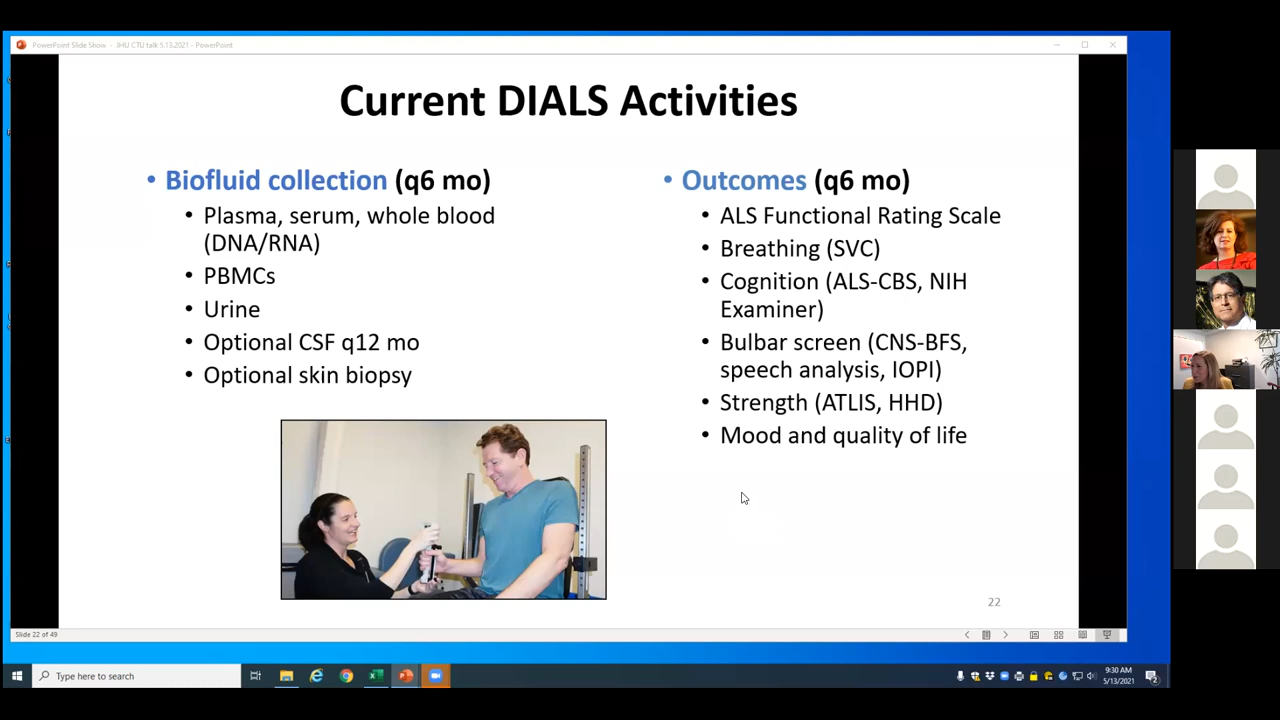 PowerPoint Slide Show - JHU CTU talk 5.13.2021 - PowerPoint
Current DIALS Activities
• Biofluid collection (q6 mo)
• Plasma, serum, whole blood
(DNA/RNA)
• PBMCs
• Urine
• Optional CSF q12 mo
• Optional skin biopsy
• Outcomes (q6 mo)
• ALS Functional Rating Scale
• Breathing (SVC)
• Cognition (ALS-CBS, NIH
Examiner)
• Bulbar screen (CNS-BFS,
speech analysis, IOPI)
• Strength (ATLIS, HHD)
• Mood and quality of life
22
Slide 22 of 49
Type here to search
9:30 AM
5/13/2021